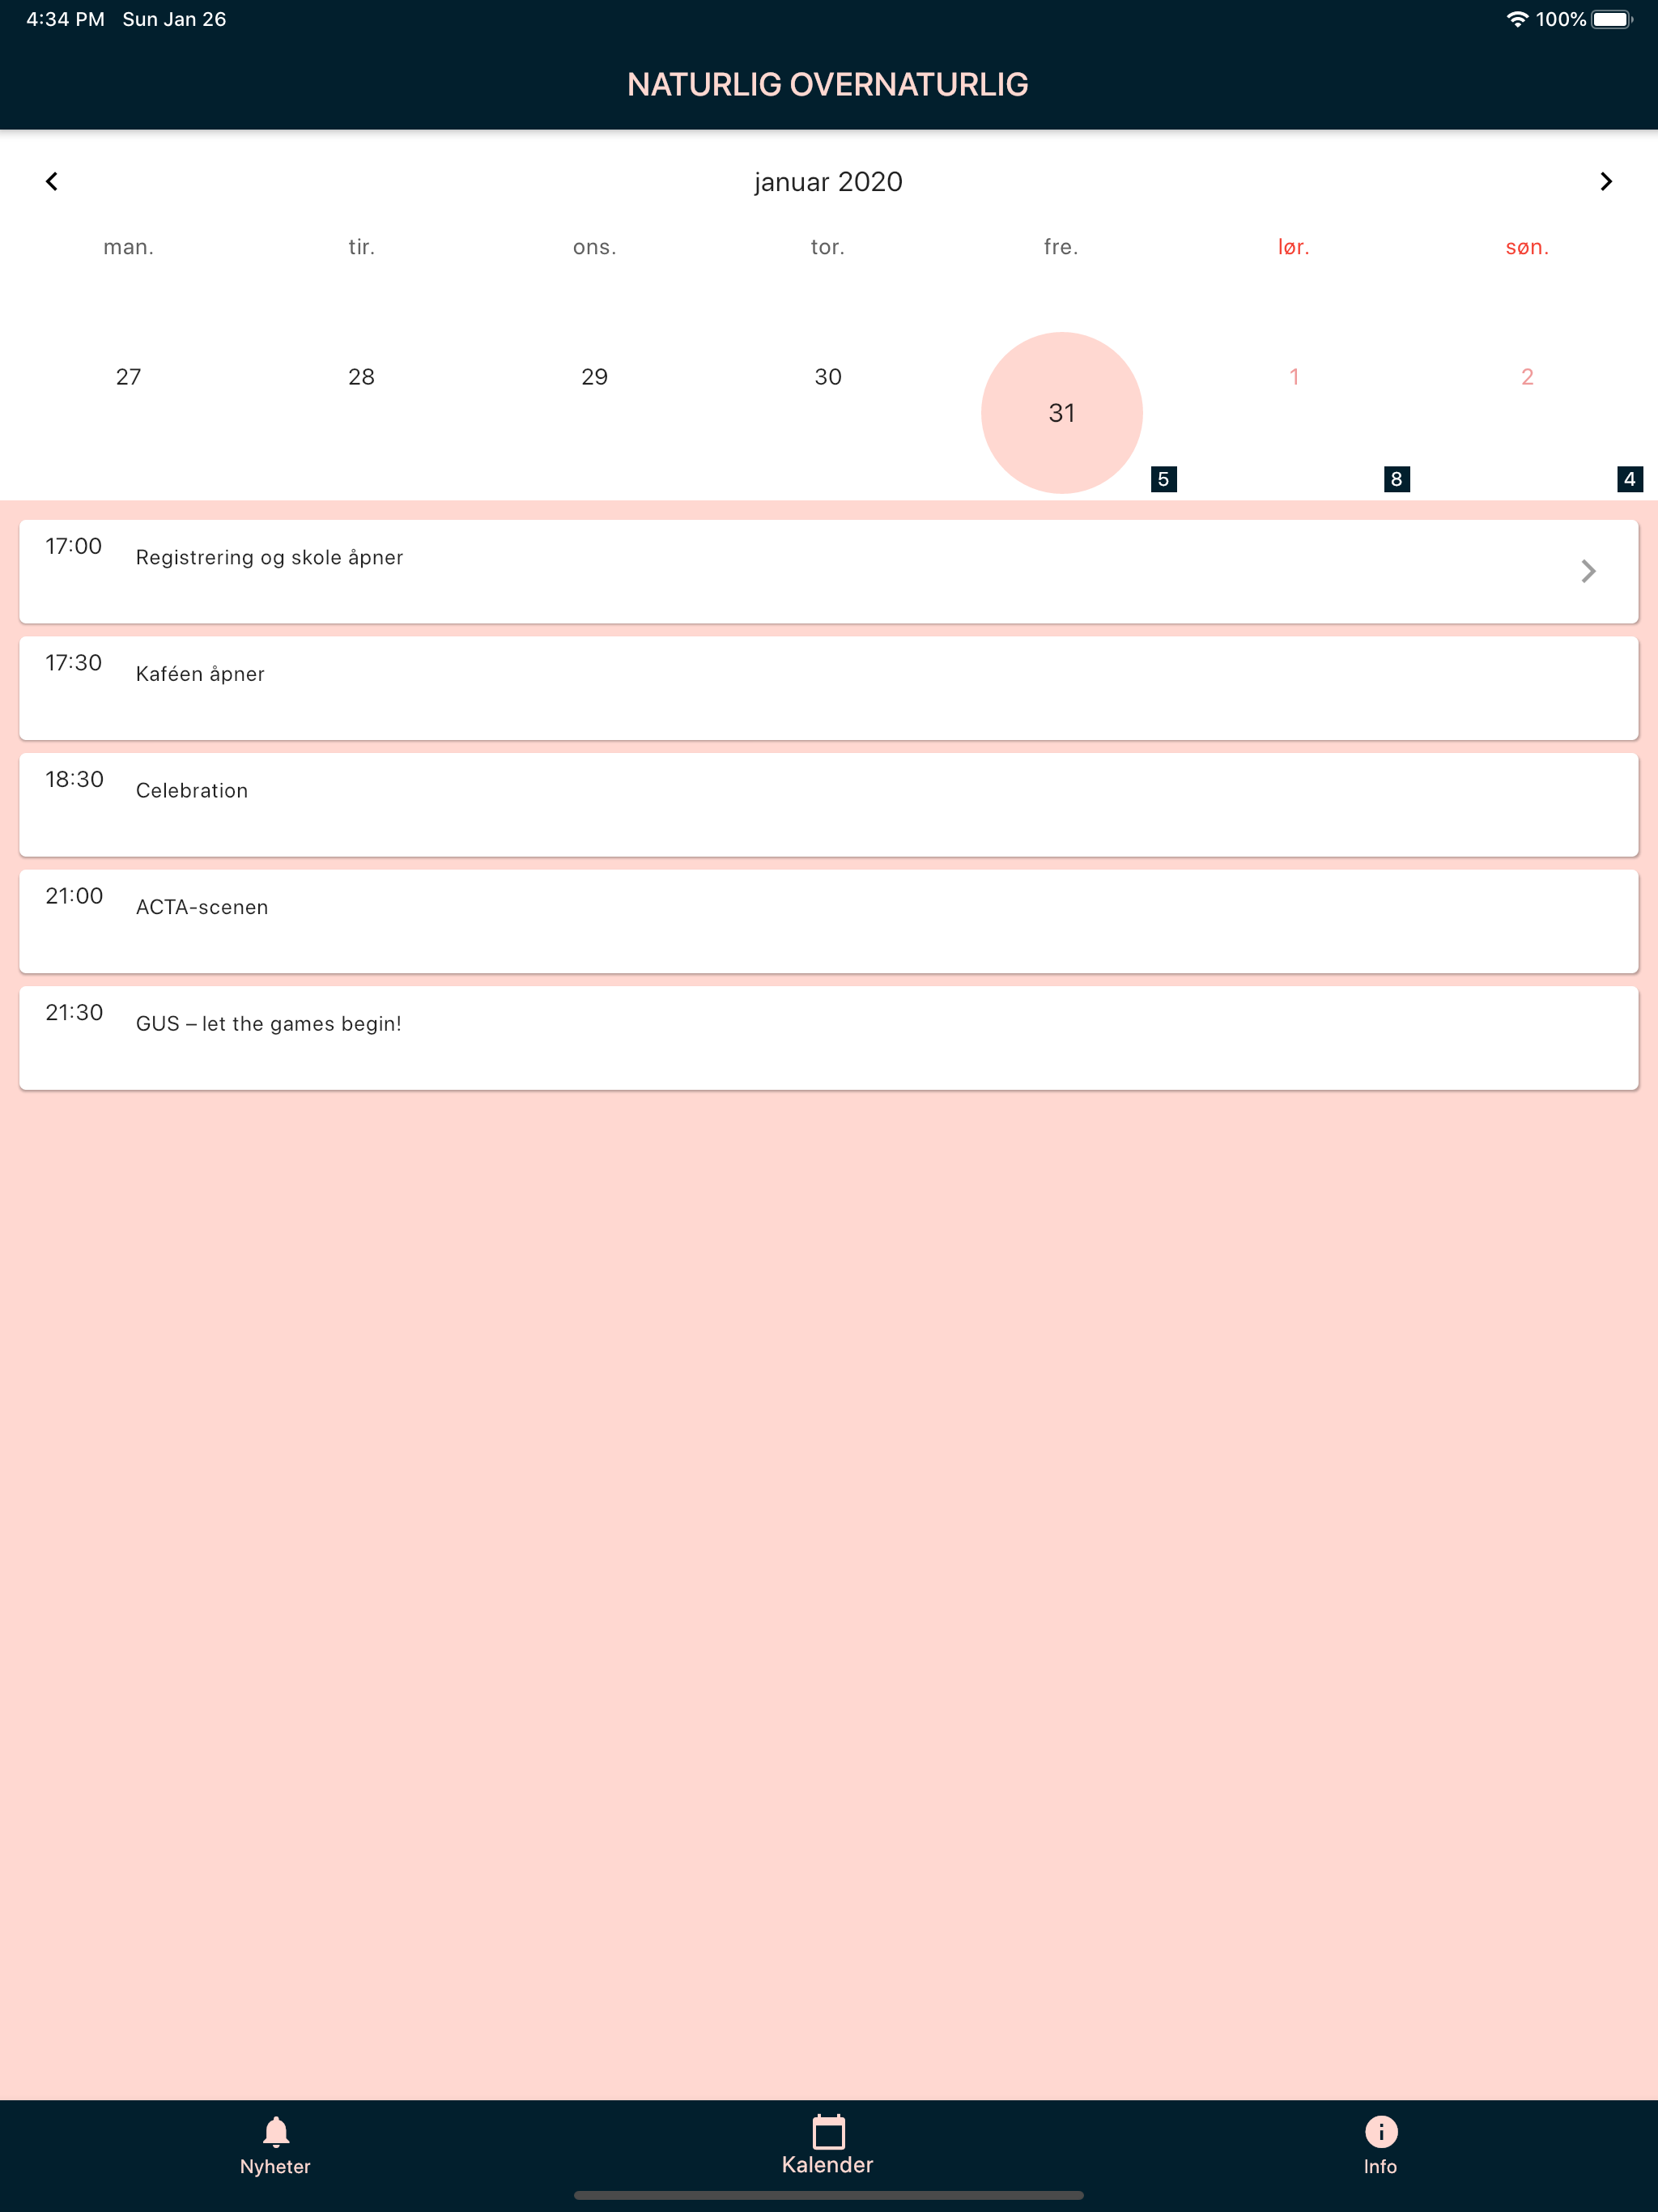 4:34 PM Sun Jan 26 100%
NATURLIG OVERNATURLIG
januar 2020
man. tir. ons. tor. fre. lør. søn.
27 28 29 30 31 1 2
5 8 4
17:00 Registrering og skole åpner
17:30 Kaféen åpner
18:30 Celebration
21:00 ACTA-scenen
21:30 GUS – let the games begin!
Nyheter Kalender Info